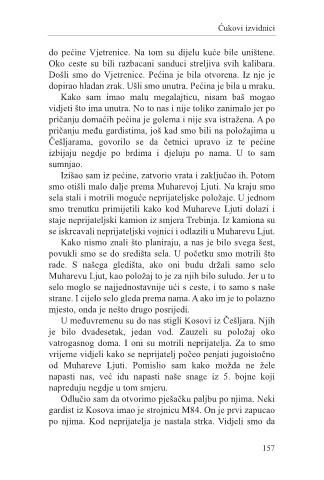 Ćukovi izvidnici
do pećine Vjetrenice. Na tom su dijelu kuće bile uništene.
Oko ceste su bili razbacani sanduci streljiva svih kalibara.
Došli smo do Vjetrenice. Pećina je bila otvorena. Iz nje je
dopirao hladan zrak. Ušli smo unutra. Pećina je bila u mraku.
Kako sam imao malu megalajticu, nisam baš mogao
vidjeti što ima unutra. No to nas i nije toliko zanimalo jer po
pričanju domaćih pećina je golema i nije sva istražena. A po
pričanju među gardistima, još kad smo bili na položajima u
Češljarama, govorilo se da četnici upravo iz te pećine
izbijaju negdje po brdima i djeluju po nama. U to sam
sumnjao.
Izišao sam iz pećine, zatvorio vrata i zaključao ih. Potom
smo otišli malo dalje prema Muharevoj Ljuti. Na kraju smo
sela stali i motrili moguće neprijateljske položaje. U jednom
smo trenutku primijetili kako kod Muhareve Ljuti dolazi i
staje neprijateljski kamion iz smjera Trebinja. Iz kamiona su
se iskrcavali neprijateljski vojnici i odlazili u Muharevu Ljut.
Kako nismo znali što planiraju, a nas je bilo svega šest,
povukli smo se do središta sela. U početku smo motrili što
rade. S našega gledišta, ako oni budu držali samo selo
Muharevu Ljut, kao položaj to je za njih bilo suludo. Jer u to
selo moglo se najjednostavnije ući s ceste, i to samo s naše
strane. I cijelo selo gleda prema nama. A ako im je to polazno
mjesto, onda je nešto drugo posrijedi.
U međuvremenu su do nas stigli Kosovi iz Češljara. Njih
je bilo dvadesetak, jedan vod. Zauzeli su položaj oko
vatrogasnog doma. I oni su motrili neprijatelja. Za to smo
vrijeme vidjeli kako se neprijatelj počeo penjati jugoistočno
od Muhareve Ljuti. Pomislio sam kako možda ne žele
napasti nas, već idu napasti naše snage iz 5. bojne koji
napreduju negdje u tom smjeru.
Odlučio sam da otvorimo pješačku paljbu po njima. Neki
gardist iz Kosova imao je strojnicu M84. On je prvi zapucao
po njima. Kod neprijatelja je nastala strka. Vidjeli smo da
157